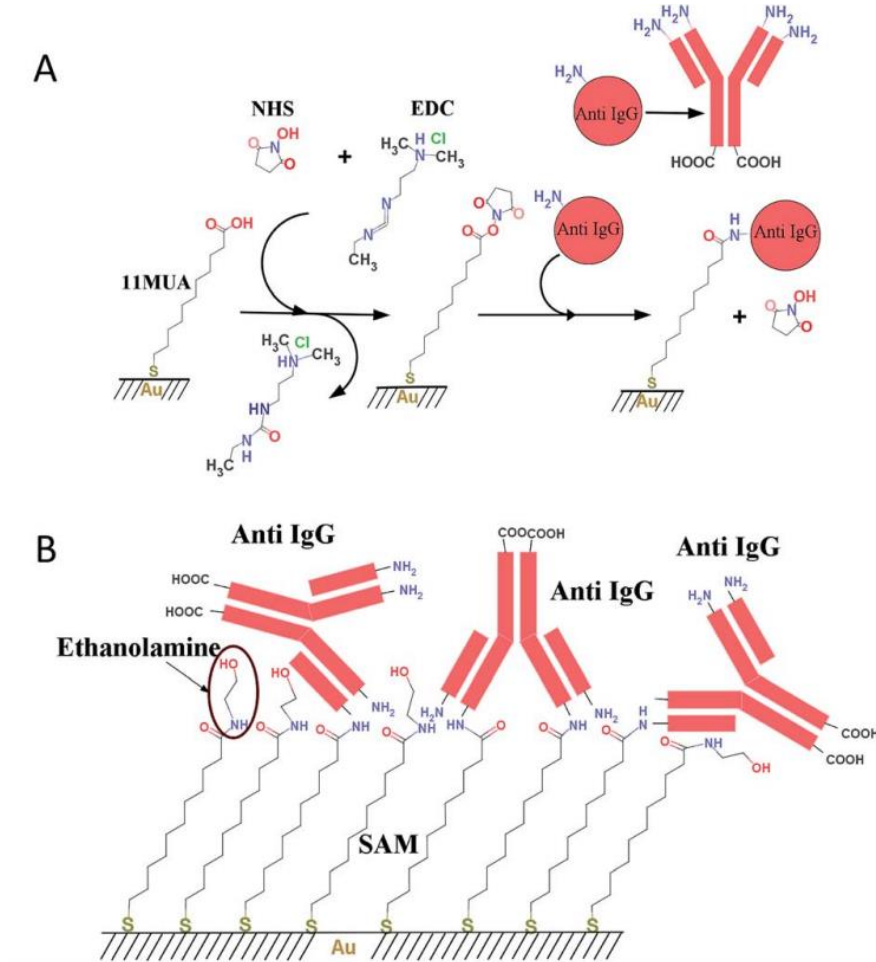 A
NHS
+
EDC
OH
O
N
O
H₃C
H
Cl
N
CH₃
N
N
CH₃
H₂N
H₂N
NH₂
NH₂
H₂N
Anti IgG
HOOC
COOH
O
OH
11MUA
S
Au
H₃C
Cl
HN
CH₃
HN
O
N
H
H₃C
O
N
O
O
O
S
Au
H₂N
Anti IgG
H
O
N
Anti IgG
+
O
N
OH
O
S
Au
B
Anti IgG
HOOC
HOOC
NH₂
NH₂
NH₂
COOCOOH
Anti IgG
Anti IgG
H₂N
NH₂
COOH
COOH
Ethanolamine
HO
HO
HO
O
NH
O
NH
O
NH
O
NH
H₂N
HN
O
O
NH
NH₂
O
H
N
O
NH
OH
SAM
S
S
S
S
S
S
S
S
Au